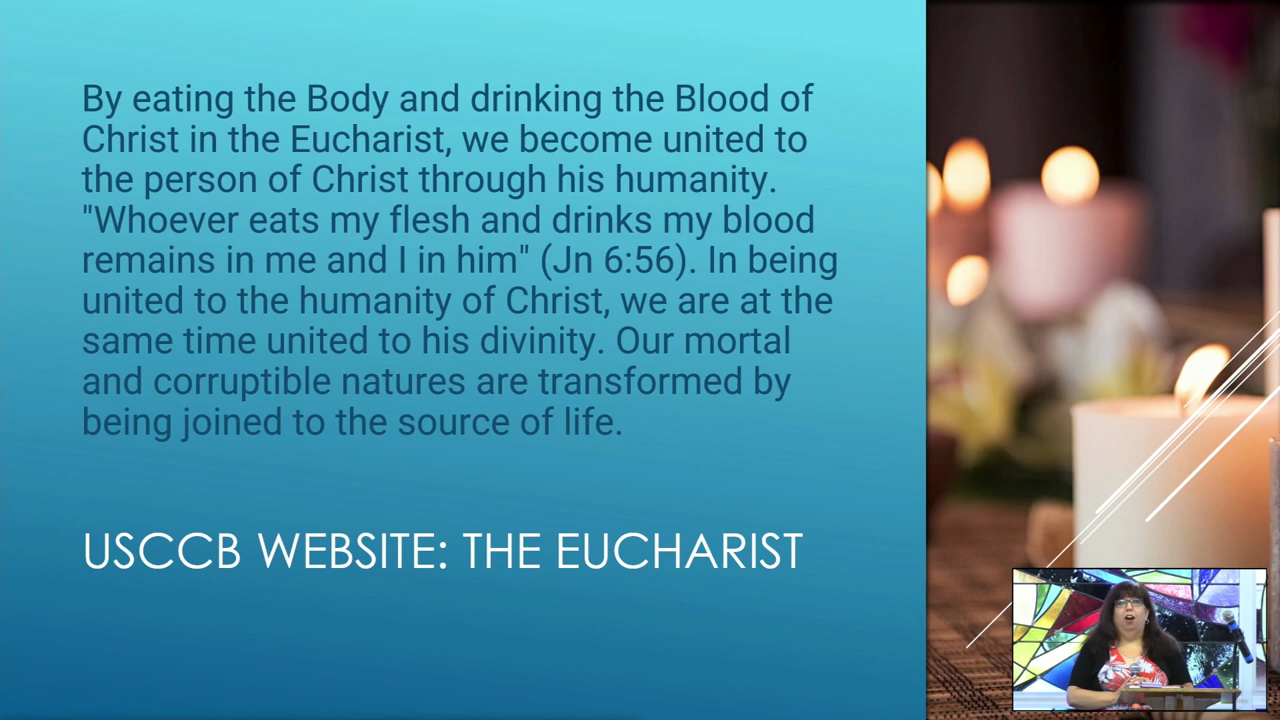 By eating the Body and drinking the Blood of
Christ in the Eucharist, we become united to
the person of Christ through his humanity.
"Whoever eats my flesh and drinks my blood
remains in me and I in him" (Jn 6:56). In being
united to the humanity of Christ, we are at the
same time united to his divinity. Our mortal
and corruptible natures are transformed by
being joined to the source of life.
USCCB WEBSITE: THE EUCHARIST